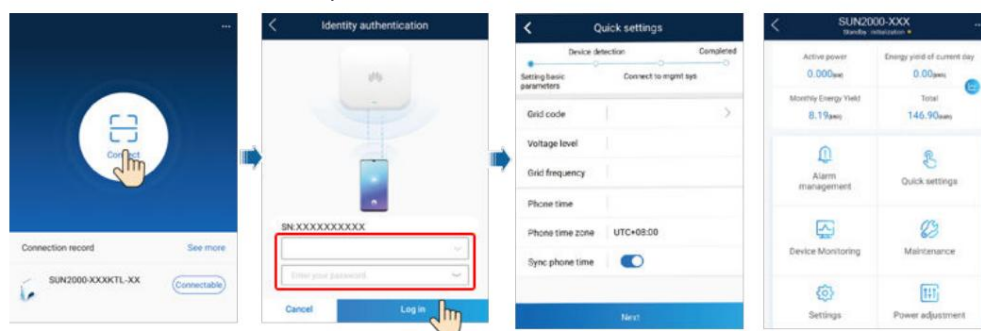 ...
Connect
Connection record
See more
SUN2000-XXXKTL-XX
Connectable
Identity authentication
SN:XXXXXXXXXX
Enter your password
Cancel
Log in
Quick settings
Device detection
Completed
Setting basic
parameters
Connect to mgmt sys
Grid code
Voltage level
Grid frequency
Phone time
Phone time zone
UTC+08:00
Sync phone time
Next
SUN2000-XXX
Standby : initialization
Active power
Energy yield of current day
0.000
0.00
Monthly Energy Yield
Total
8.19
146.90
Alarm
management
Quick settings
Device Monitoring
Maintenance
Settings
Power adjustment